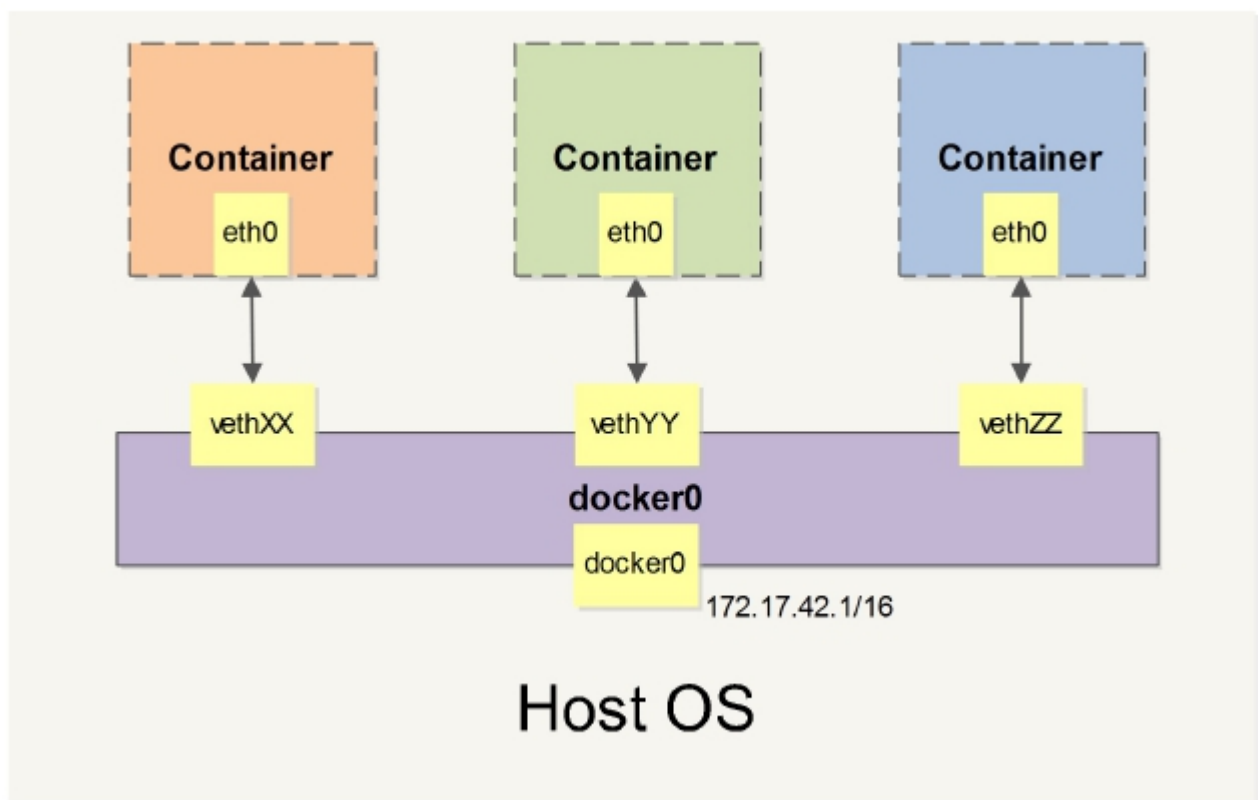 Container
Container
Container
eth0
eth0
eth0
vethXX
vethYY
vethZZ
docker0
docker0
172.17.42.1/16
Host OS